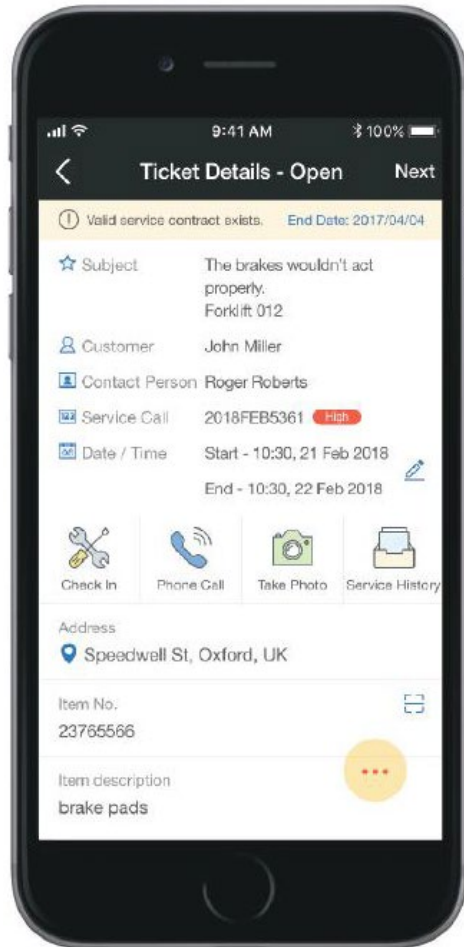 9:41 AM 100%
Ticket Details - Open Next
Valid service contract exists. End Date: 2017/04/04
Subject The brakes wouldn't act
properly.
Forklift 012
Customer John Miller
Contact Person Roger Roberts
123 Service Call 2018FEB5361 High
Date / Time Start - 10:30, 21 Feb 2018
End - 10:30, 22 Feb 2018
Check In Phone Call Take Photo Service History
Address
Speedwell St, Oxford, UK
Item No.
23765566
Item description
brake pads